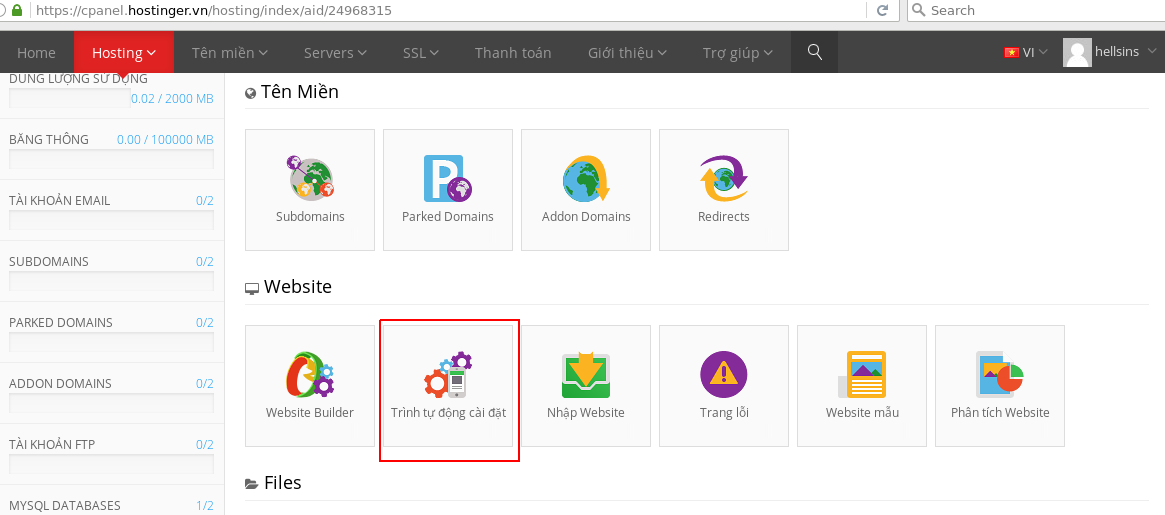 https://cpanel.hostinger.vn/hosting/index/aid/24968315
Search
Home Hosting Tên miền Servers SSL Thanh toán Giới thiệu Trợ giúp VI hellsins
DUNG LƯỢNG SỬ DỤNG
0.02 / 2000 MB
BĂNG THÔNG 0.00 / 100000 MB
TÀI KHOẢN EMAIL 0/2
SUBDOMAINS 0/2
PARKED DOMAINS 0/2
ADDON DOMAINS 0/2
TÀI KHOẢN FTP 0/2
MYSQL DATABASES 1/2
Tên Miền
Subdomains Parked Domains Addon Domains Redirects
Website
Website Builder Trình tự động cài đặt Nhập Website Trang lỗi Website mẫu Phân tích Website
Files